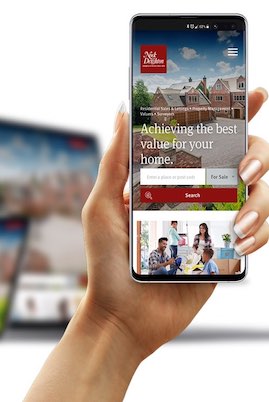 Nick
Deighton
Residential Sales & Lettings • Property Management •
Valuers • Surveyors
Achieving the best
value for your
home.
Enter a place or post code
For Sale
Search